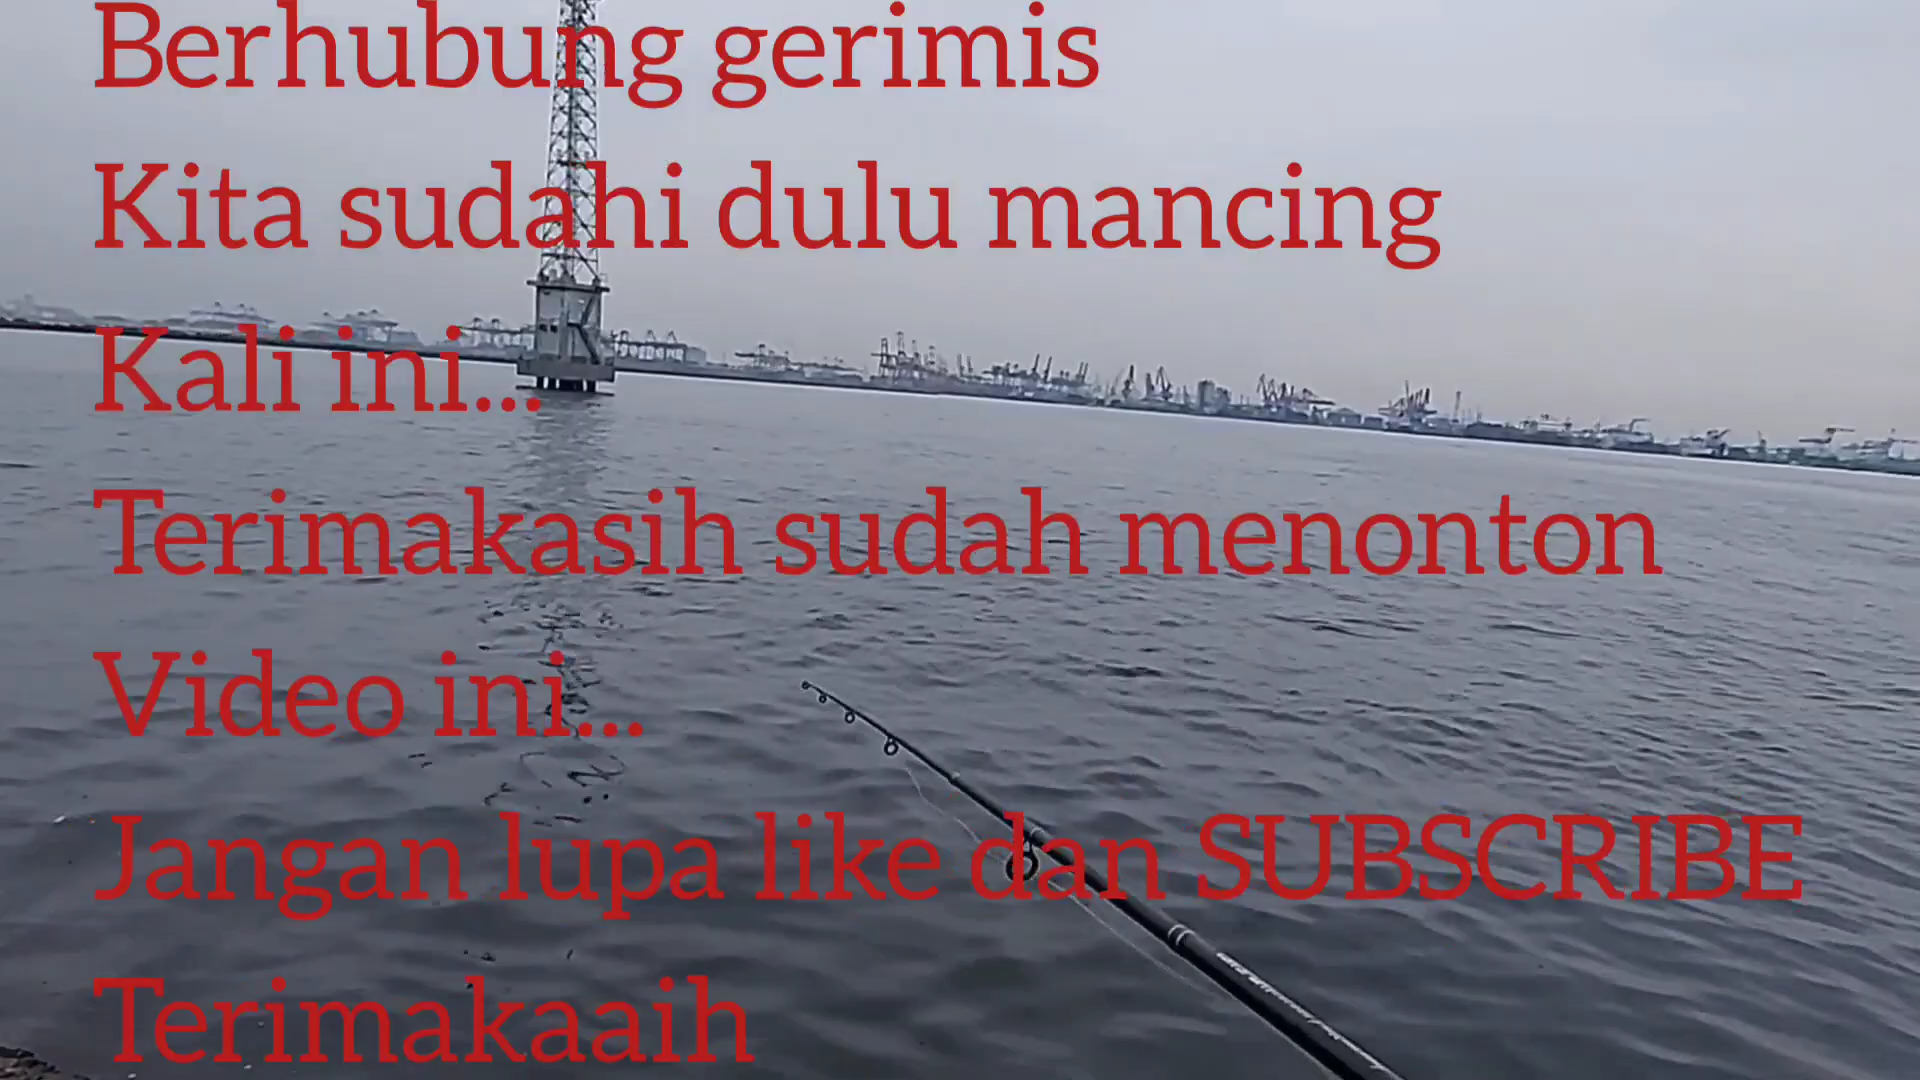 Berhubung gerimis
Kita sudahi dulu mancing
Kali ini...
Terimakasih sudah menonton
Video ini...
Jangan lupa like dan SUBSCRIBE
Terimakaaih